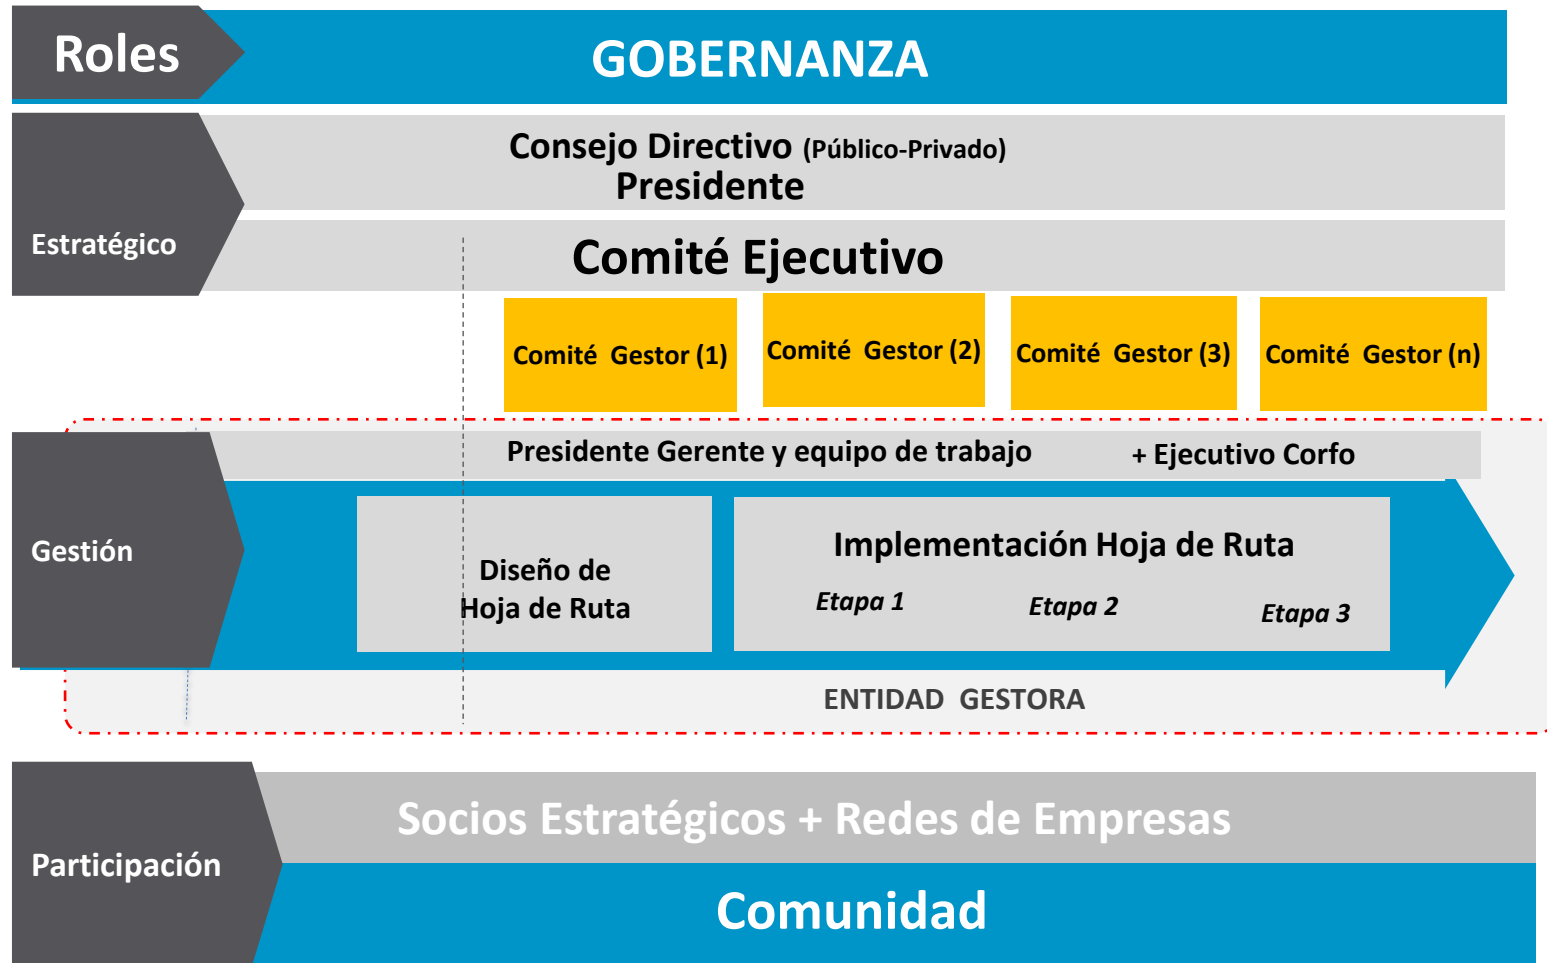 Roles
GOBERNANZA
Consejo Directivo (Público-Privado)
Presidente
Estratégico
Comité Ejecutivo
Comité Gestor (1)
Comité Gestor (2)
Comité Gestor (3)
Comité Gestor (n)
Presidente Gerente y equipo de trabajo
+ Ejecutivo Corfo
Gestión
Diseño de
Hoja de Ruta
Implementación Hoja de Ruta
Etapa 1
Etapa 2
Etapa 3
ENTIDAD GESTORA
Participación
Socios Estratégicos + Redes de Empresas
Comunidad